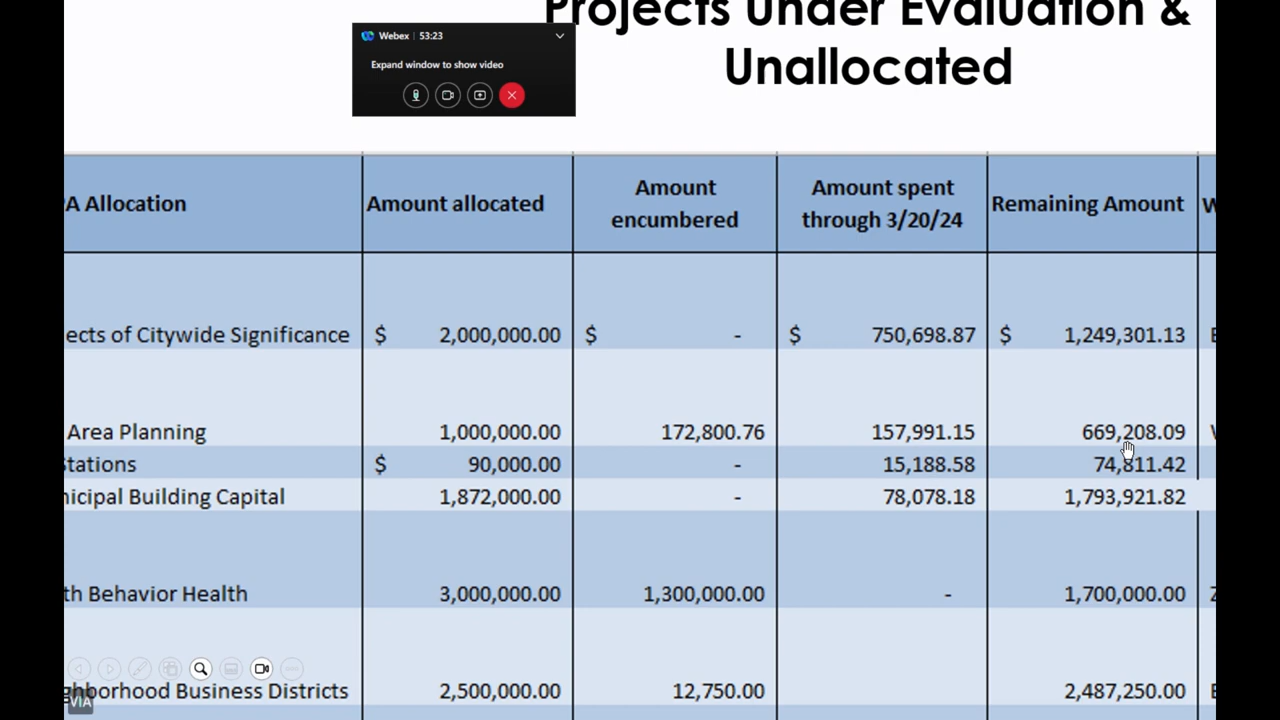 Projects Under Evaluation &
Unallocated
Webex 53:23
Expand window to show video
A Allocation Amount allocated Amount encumbered Amount spent through 3/20/24 Remaining Amount
Citywide Significance $ 2,000,000.00 $ - $ 750,698.87 $ 1,249,301.13
of
Area Planning 1,000,000.00 172,800.76 157,991.15 669,208.09
Stations $ 90,000.00 - 15,188.58 74,811.42
Building Capital 1,872,000.00 - 78,078.18 1,793,921.82
Behavior Health 3,000,000.00 1,300,000.00 - 1,700,000.00
Business Districts 2,500,000.00 12,750.00 2,487,250.00
VIA